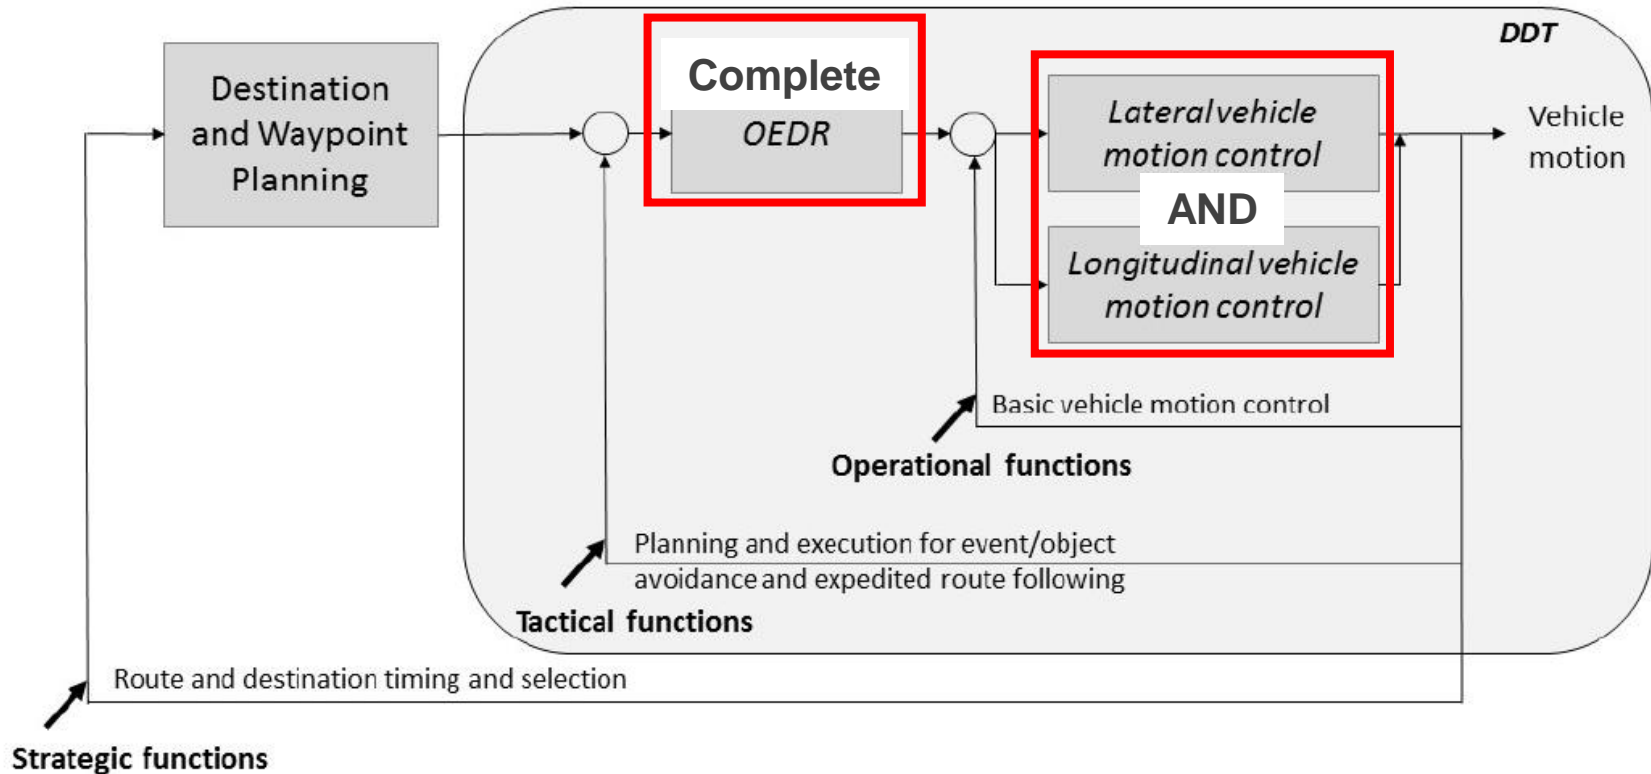 DDT
Destination
and Waypoint
Planning
Complete
OEDR
Lateral vehicle
motion control
AND
Longitudinal vehicle
motion control
Vehicle
motion
Basic vehicle motion control
Operational functions
Planning and execution for event/object
avoidance and expedited route following
Tactical functions
Route and destination timing and selection
Strategic functions